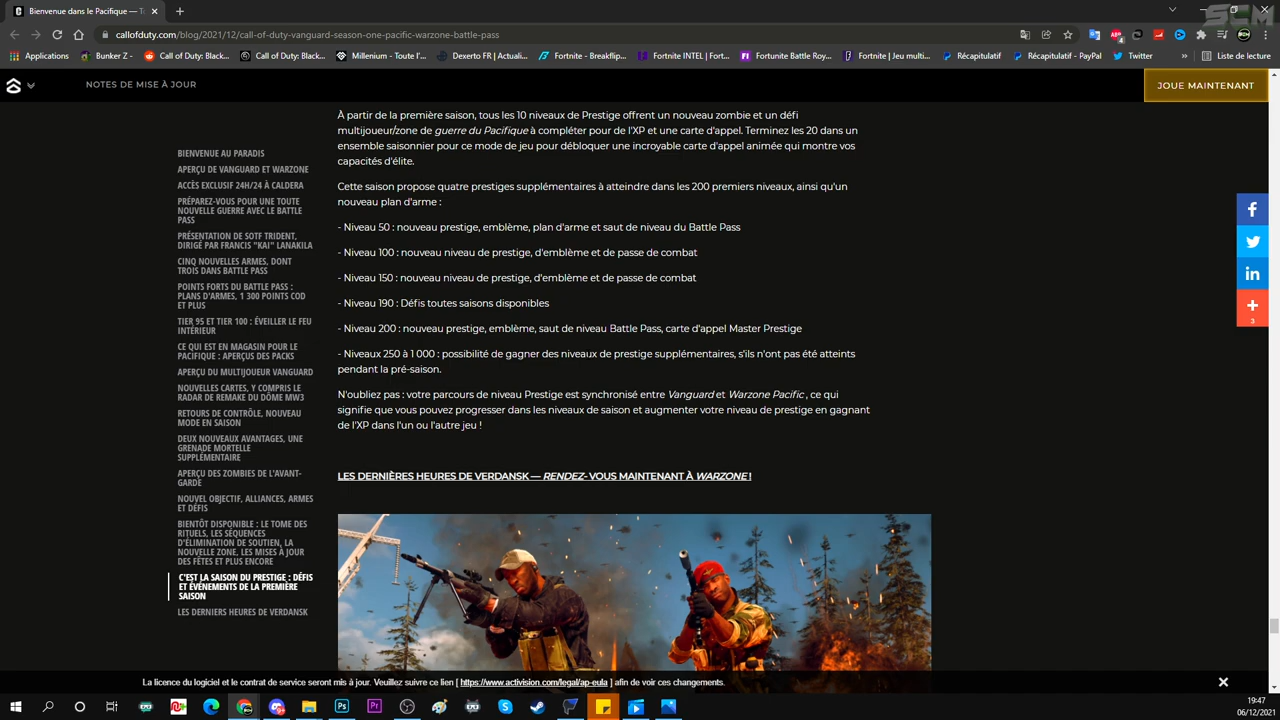 Bienvenue dans le Pacifique — To
SCM
callofduty.com/blog/2021/12/call-of-duty-vanguard-season-one-pacific-warzone-battle-pass
Applications
Bunker Z -
Call of Duty: Black...
Call of Duty: Black...
Millenium - Toute l'...
Dexerto FR | Actuali...
Fortnite - Breakflip...
Fortnite INTEL | Fort...
Fortnite Battle Roy...
Fortnite | Jeu multi...
Récapitulatif
Récapitulatif - PayPal
Twitter
Liste de lecture
NOTES DE MISE À JOUR
JOUE MAINTENANT
BIENVENUE AU PARADIS
APERÇU DE VANGUARD ET WARZONE
ACCÈS EXCLUSIF 24H/24 À CALDERA
PRÉPAREZ-VOUS POUR UNE TOUTE
NOUVELLE GUERRE AVEC LE BATTLE
PASS
PRÉSENTATION DE SOTF TRIDENT,
DIRIGÉ PAR FRANCIS "KAI" LANAKILA
CINQ NOUVELLES ARMES, DONT
TROIS DANS BATTLE PASS
POINTS FORTS DU BATTLE PASS :
PLANS D'ARMES, 1 300 POINTS COD
ET PLUS
TIER 95 ET TIER 100 : ÉVEILLER LE FEU
INTÉRIEUR
CE QUI EST EN MAGASIN POUR LE
PACIFIQUE : APERÇUS DES PACKS
APERÇU DU MULTIJOUEUR VANGUARD
NOUVELLES CARTES, Y COMPRIS LE
RADAR DE REMAKE DU DÔME MW3
RETOURS DE CONTRÔLE, NOUVEAU
MODE EN SAISON
DEUX NOUVEAUX AVANTAGES, UNE
GRENADE MORTELLE
SUPPLÉMENTAIRE
APERÇU DES ZOMBIES DE L'AVANT-
GARDE
NOUVEL OBJECTIF, ALLIANCES, ARMES
ET DÉFIS
BIENTÔT DISPONIBLE : LE TOME DES
RITUELS, LES SÉQUENCES
D'ÉLIMINATION DE SOUTIEN, LA
NOUVELLE ZONE, LES MISES À JOUR
DES FÊTES ET PLUS ENCORE
C'EST LA SAISON DU PRESTIGE : DÉFIS
ET ÉVÉNEMENTS DE LA PREMIÈRE
SAISON
LES DERNIERS HEURES DE VERDANSK
À partir de la première saison, tous les 10 niveaux de Prestige offrent un nouveau zombie et un défi
multijoueur/zone de guerre du Pacifique à compléter pour de l'XP et une carte d'appel. Terminez les 20 dans un
ensemble saisonnier pour ce mode de jeu pour débloquer une incroyable carte d'appel animée qui montre vos
capacités d'élite.
Cette saison propose quatre prestiges supplémentaires à atteindre dans les 200 premiers niveaux, ainsi qu'un
nouveau plan d'arme :
- Niveau 50 : nouveau prestige, emblème, plan d'arme et saut de niveau du Battle Pass
- Niveau 100 : nouveau niveau de prestige, d'emblème et de passe de combat
- Niveau 150 : nouveau niveau de prestige, d'emblème et de passe de combat
- Niveau 190 : Défis toutes saisons disponibles
- Niveau 200 : nouveau prestige, emblème, saut de niveau Battle Pass, carte d'appel Master Prestige
- Niveaux 250 à 1 000 : possibilité de gagner des niveaux de prestige supplémentaires, s'ils n'ont pas été atteints
pendant la pré-saison.
N'oubliez pas : votre parcours de niveau Prestige est synchronisé entre Vanguard et Warzone Pacific , ce qui
signifie que vous pouvez progresser dans les niveaux de saison et augmenter votre niveau de prestige en gagnant
de l'XP dans l'un ou l'autre jeu !
LES DERNIÈRES HEURES DE VERDANSK — RENDEZ- VOUS MAINTENANT À WARZONE !
3
La licence du logiciel et le contrat de service seront mis à jour. Veuillez suivre ce lien [ https://www.activision.com/legal/ap-eula ] afin de voir ces changements.
19:47
06/12/2021